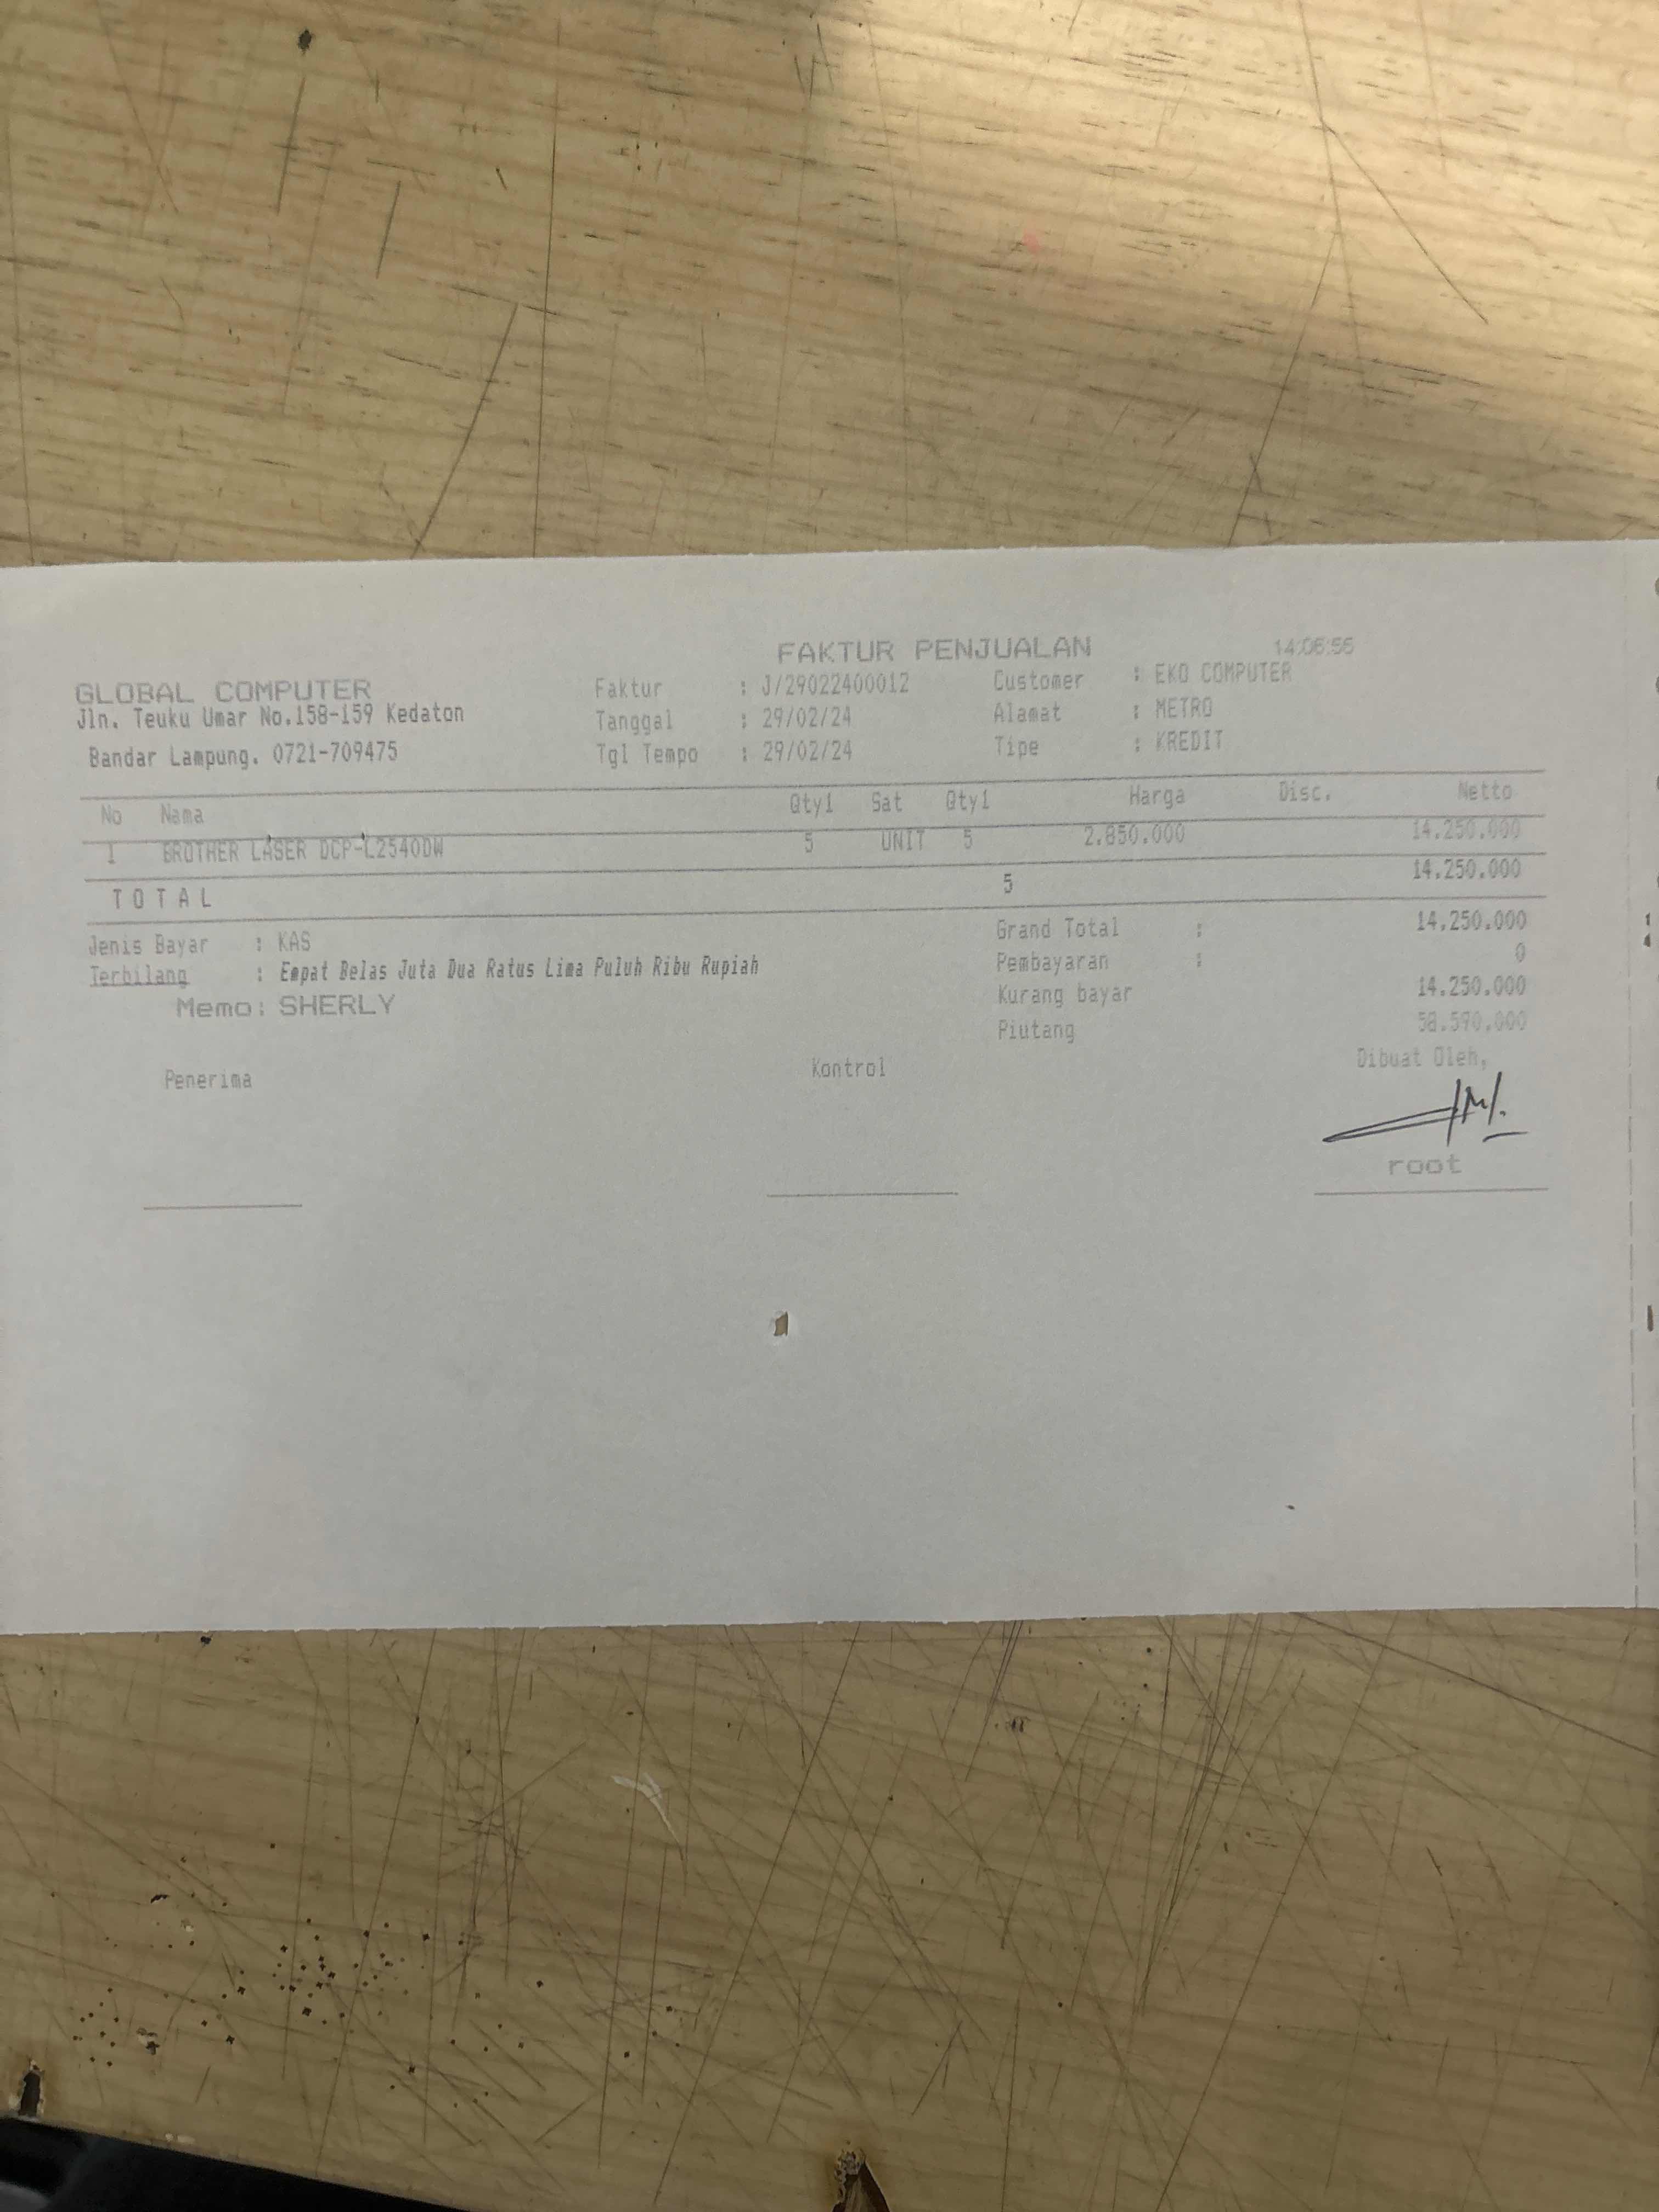 FAKTUR PENJUALAN 14:06:56
GLOBAL COMPUTER
Jln. Teuku Umar No.158-159 Kedaton
Bandar Lampung. 0721-709475
Faktur : J/29022400012
Tanggal : 29/02/24
Tgl Tempo : 29/02/24
Customer : EKO COMPUTER
Alamat : METRO
Tipe : KREDIT
No Nama Qty1 Sat Qty1 Harga Disc. Netto
1 BROTHER LASER DCP-L2540DW 5 UNIT 5 2.850.000 14.250.000
T O T A L 5 14.250.000
Jenis Bayar : KAS
Terbilang : Empat Belas Juta Dua Ratus Lima Puluh Ribu Rupiah
Memo: SHERLY
Grand Total : 14.250.000
Pembayaran : 0
Kurang bayar 14.250.000
Piutang 58.590.000
Penerima Kontrol Dibuat Oleh,
root